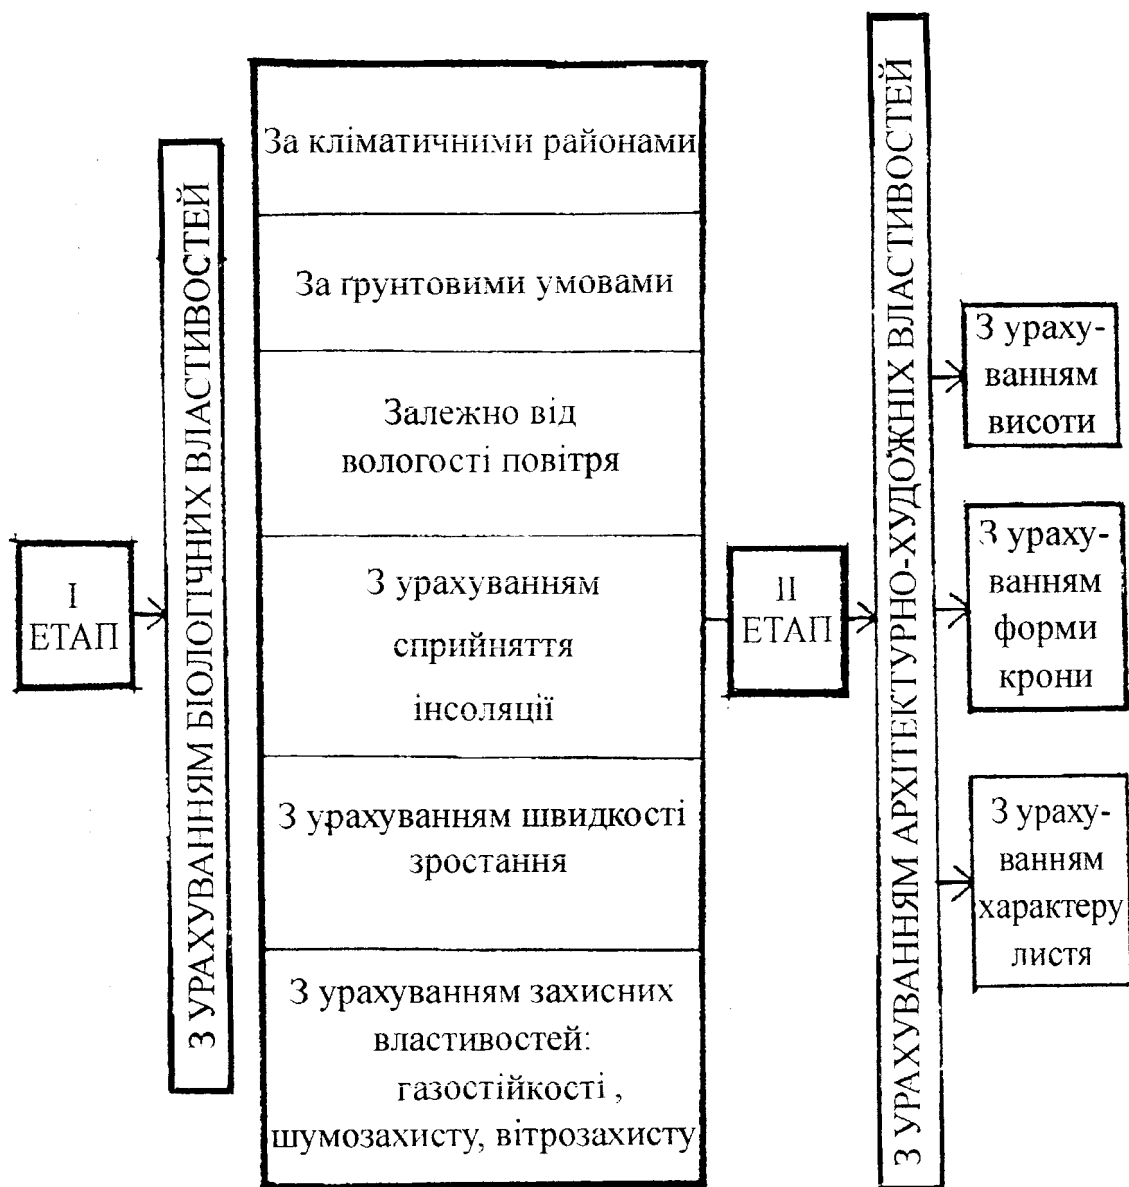 I
ЕТАП
З УРАХУВАННЯМ БІОЛОГІЧНИХ ВЛАСТИВОСТЕЙ
За кліматичними районами
За ґрунтовими умовами
Залежно від
вологості повітря
З урахуванням
сприйняття
інсоляції
З урахуванням швидкості
зростання
З урахуванням захисних
властивостей:
газостійкості ,
шумозахисту, вітрозахисту
II
ЕТАП
З УРАХУВАННЯМ АРХІТЕКТУРНО-ХУДОЖНІХ ВЛАСТИВОСТЕЙ
З ураху-
ванням
висоти
З ураху-
ванням
форми
крони
З ураху-
ванням
характеру
листя